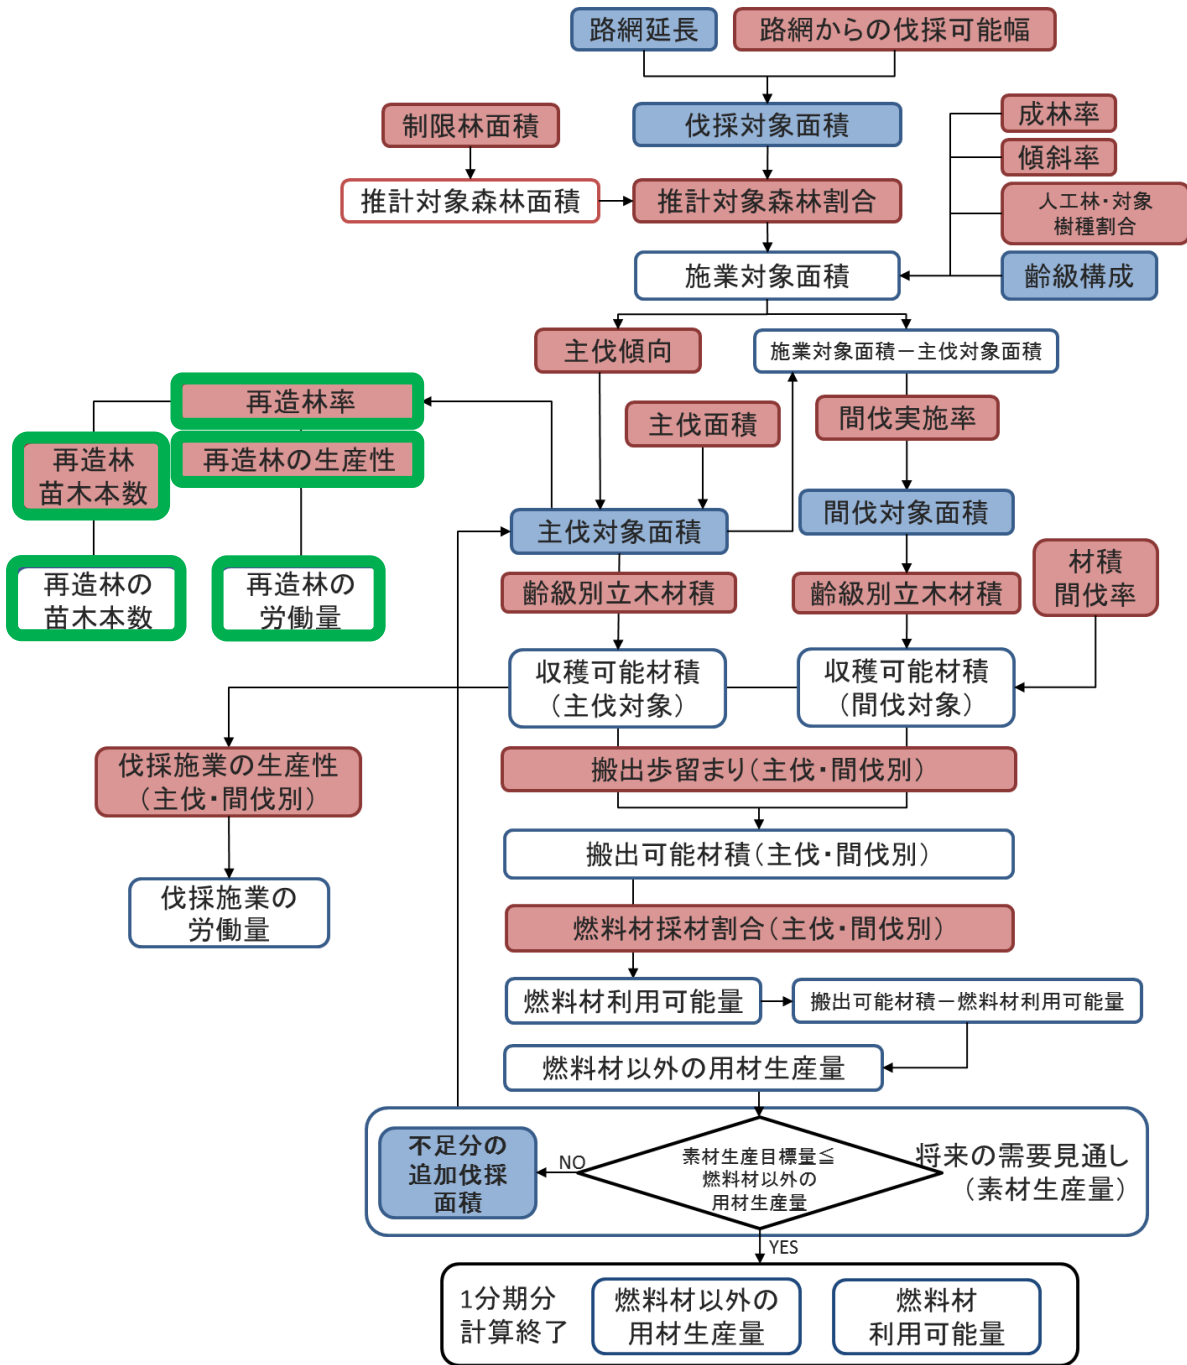 路網延長
路網からの伐採可能幅
制限林面積
伐採対象面積
成林率
傾斜率
推計対象森林面積
推計対象森林割合
人工林・対象
樹種割合
施業対象面積
齢級構成
主伐傾向
施業対象面積－主伐対象面積
再造林率
主伐面積
間伐実施率
再造林
苗木本数
再造林の生産性
主伐対象面積
間伐対象面積
再造林の
苗木本数
再造林の
労働量
齢級別立木材積
齢級別立木材積
材積
間伐率
収穫可能材積
（主伐対象）
収穫可能材積
（間伐対象）
伐採施業の生産性
（主伐・間伐別）
搬出歩留まり（主伐・間伐別）
搬出可能材積（主伐・間伐別）
伐採施業の
労働量
燃料材採材割合（主伐・間伐別）
燃料材利用可能量
搬出可能材積－燃料材利用可能量
燃料材以外の用材生産量
不足分の
追加伐採
面積
NO
素材生産目標量≦
燃料材以外の
用材生産量
将来の需要見通し
（素材生産量）
YES
1分期分
計算終了
燃料材以外の
用材生産量
燃料材
利用可能量